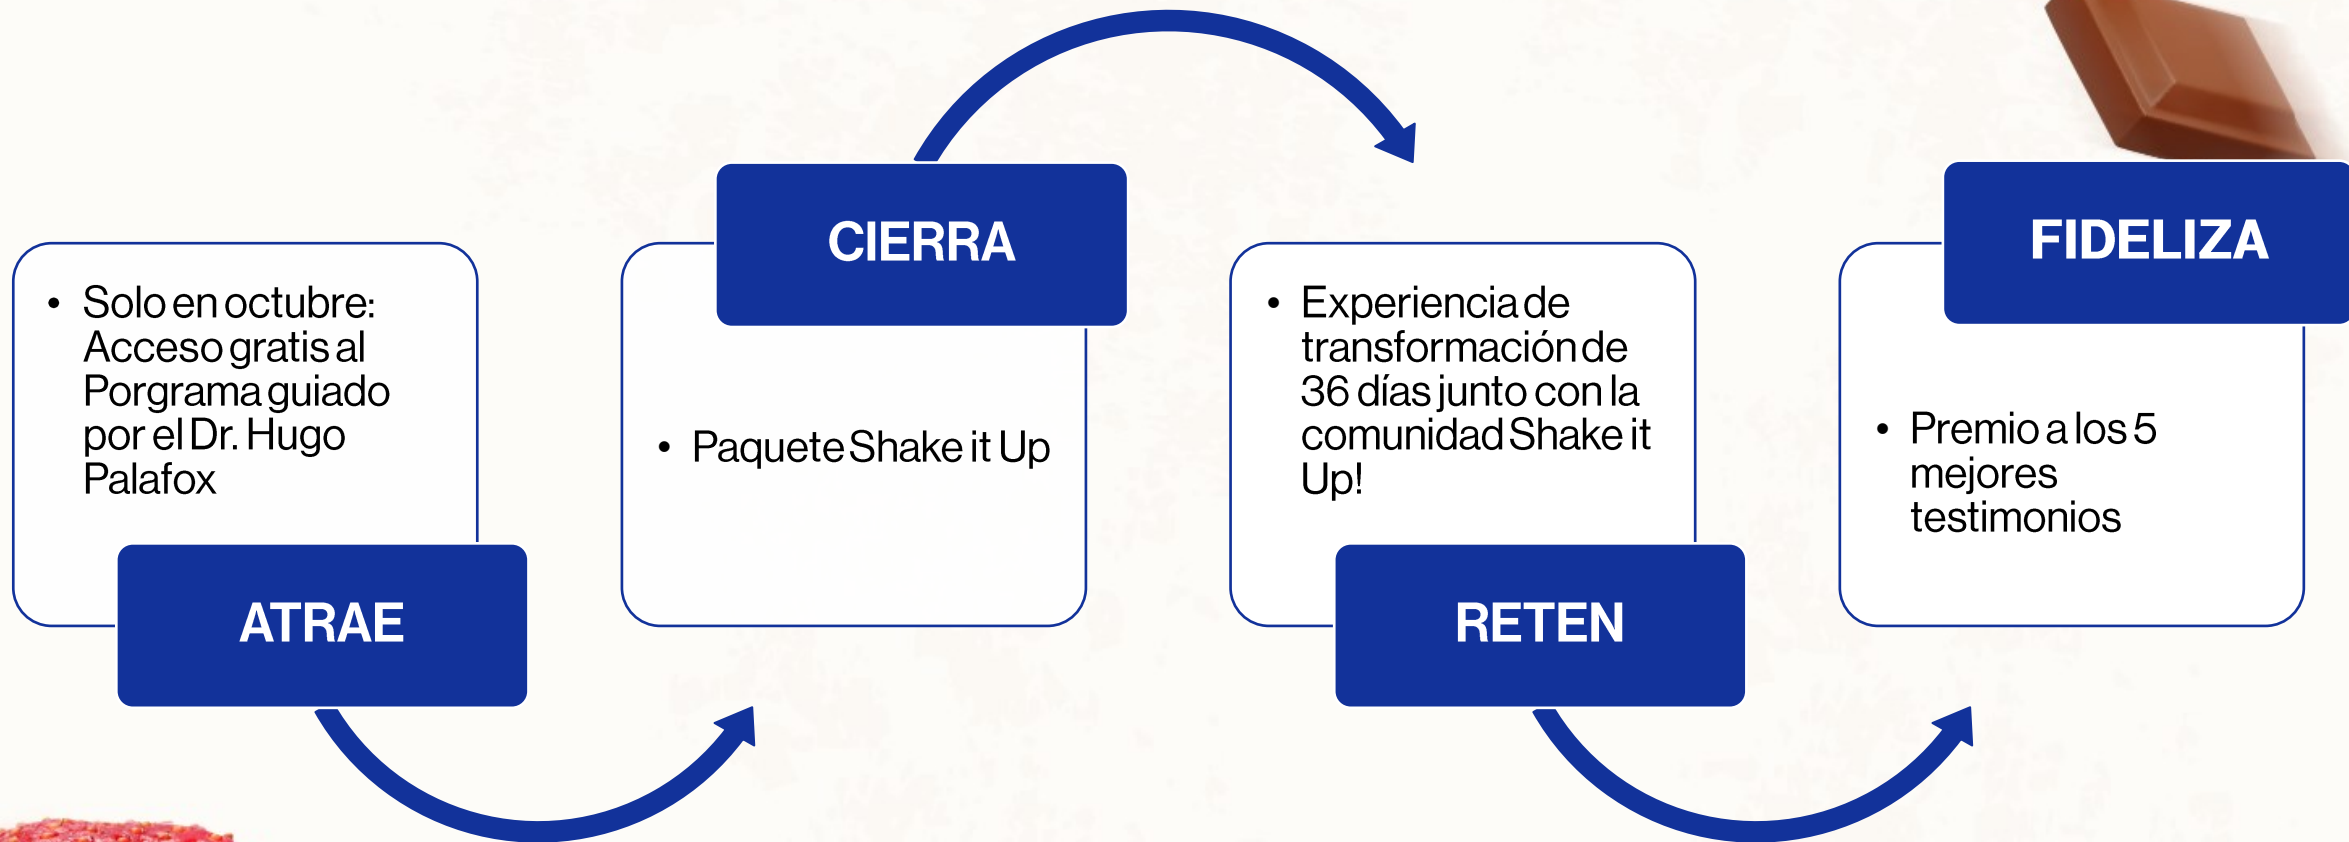 • Solo en octubre:
Acceso gratis al
Porgrama guiado
por el Dr. Hugo
Palafox
ATRAE
CIERRA
• Paquete Shake it Up
• Experiencia de
transformación de
36 días junto con la
comunidad Shake it
Up!
RETEN
FIDELIZA
• Premio a los 5
mejores
testimonios